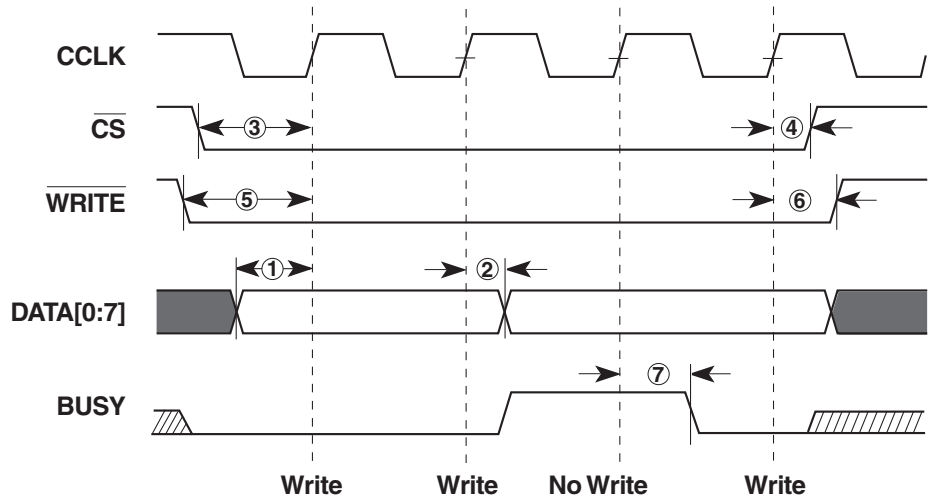 CCLK
CS
③ ④
WRITE
⑤ ⑥
① ②
DATA[0:7]
⑦
BUSY
Write Write No Write Write